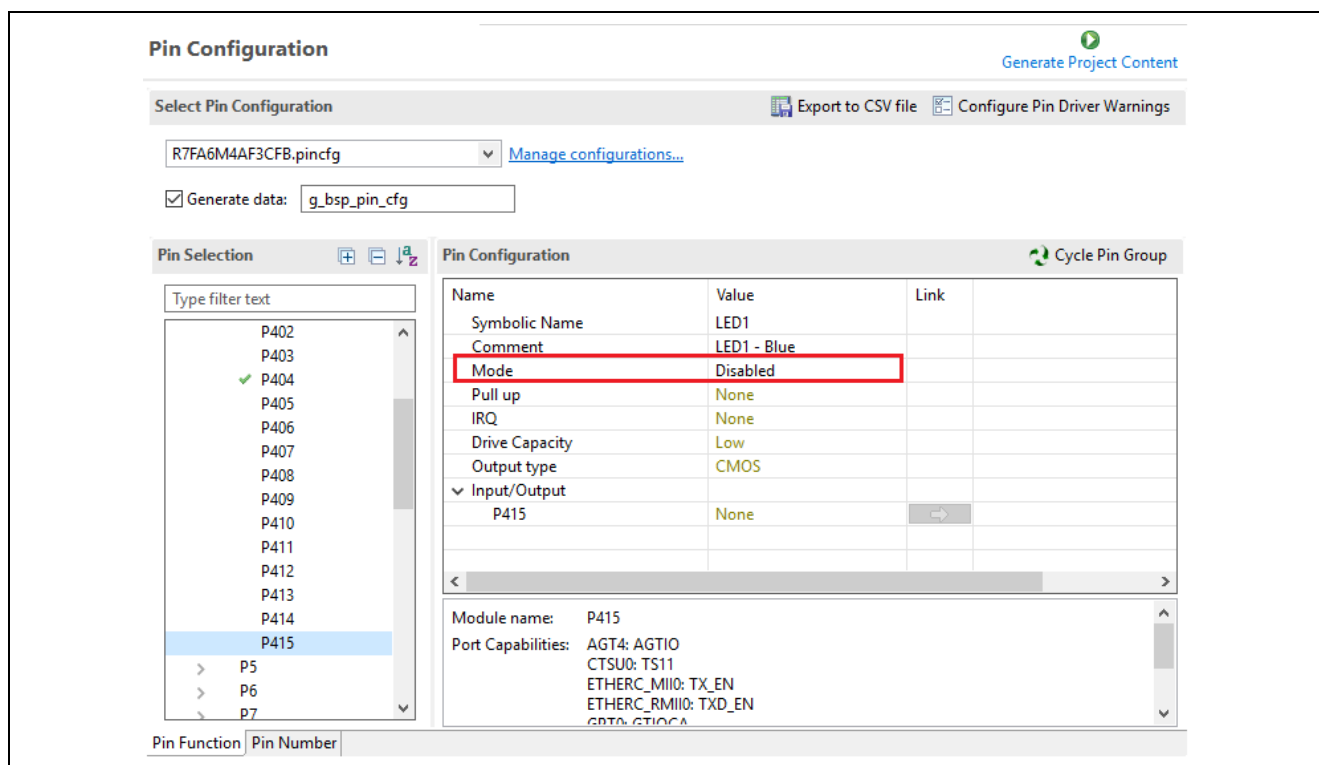 Pin Configuration
Generate Project Content
Select Pin Configuration
Export to CSV file Configure Pin Driver Warnings
R7FA6M4AF3CFB.pincfg Manage configurations...
Generate data: g_bsp_pin_cfg
Pin Selection
Type filter text
P402
P403
P404
P405
P406
P407
P408
P409
P410
P411
P412
P413
P414
P415
P5
P6
P7
Pin Configuration Cycle Pin Group
Name Value Link
Symbolic Name LED1
Comment LED1 - Blue
Mode Disabled
Pull up None
IRQ None
Drive Capacity Low
Output type CMOS
Input/Output
P415 None
Module name: P415
Port Capabilities: AGT4: AGTIO
CTSU0: TS11
ETHERC_MII0: TX_EN
ETHERC_RMII0: TXD_EN
GPT0: GTIOCA
Pin Function Pin Number